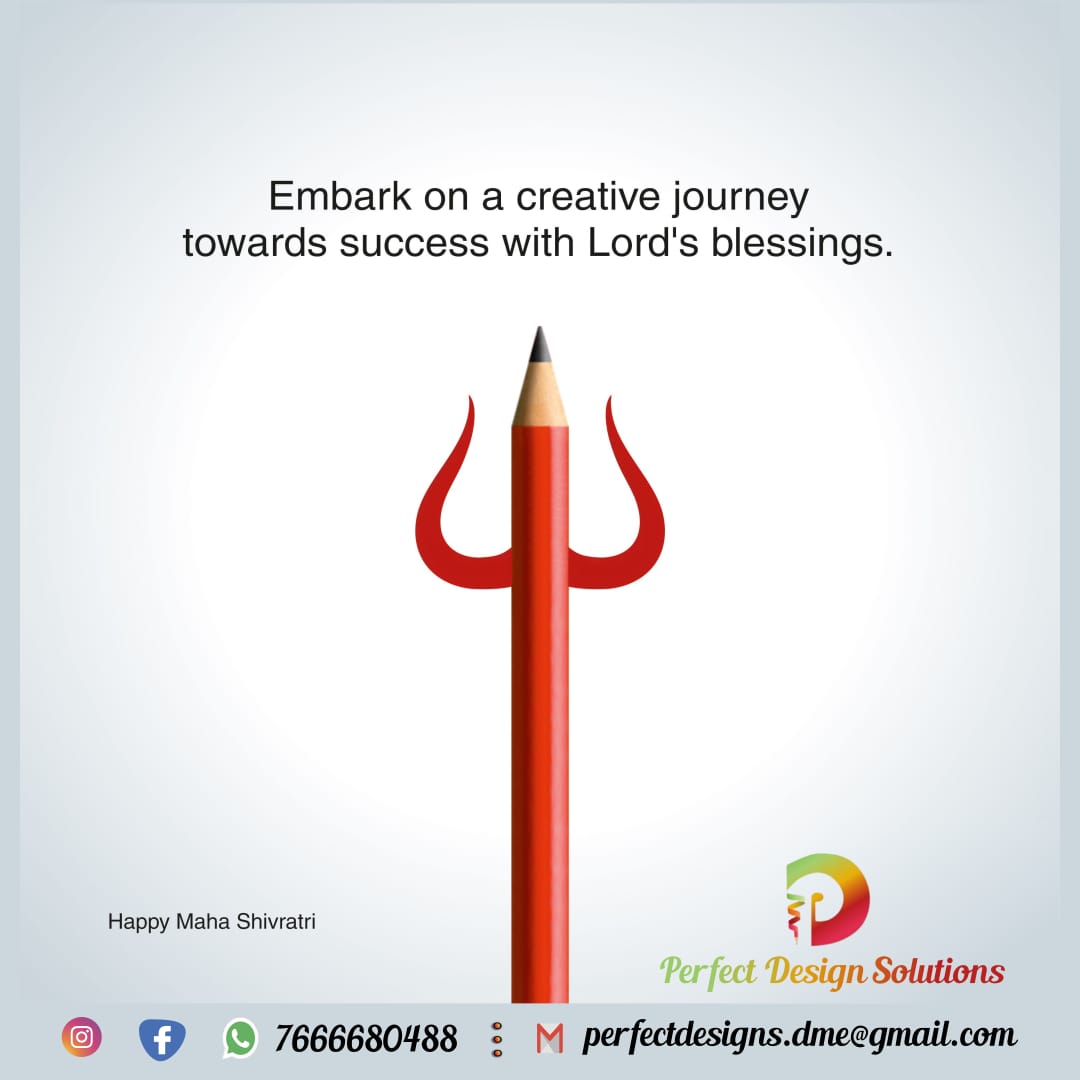 Embark on a creative journey
towards success with Lord's blessings.
Happy Maha Shivratri
Perfect Design Solutions
7666680488
perfectdesigns.dme@gmail.com